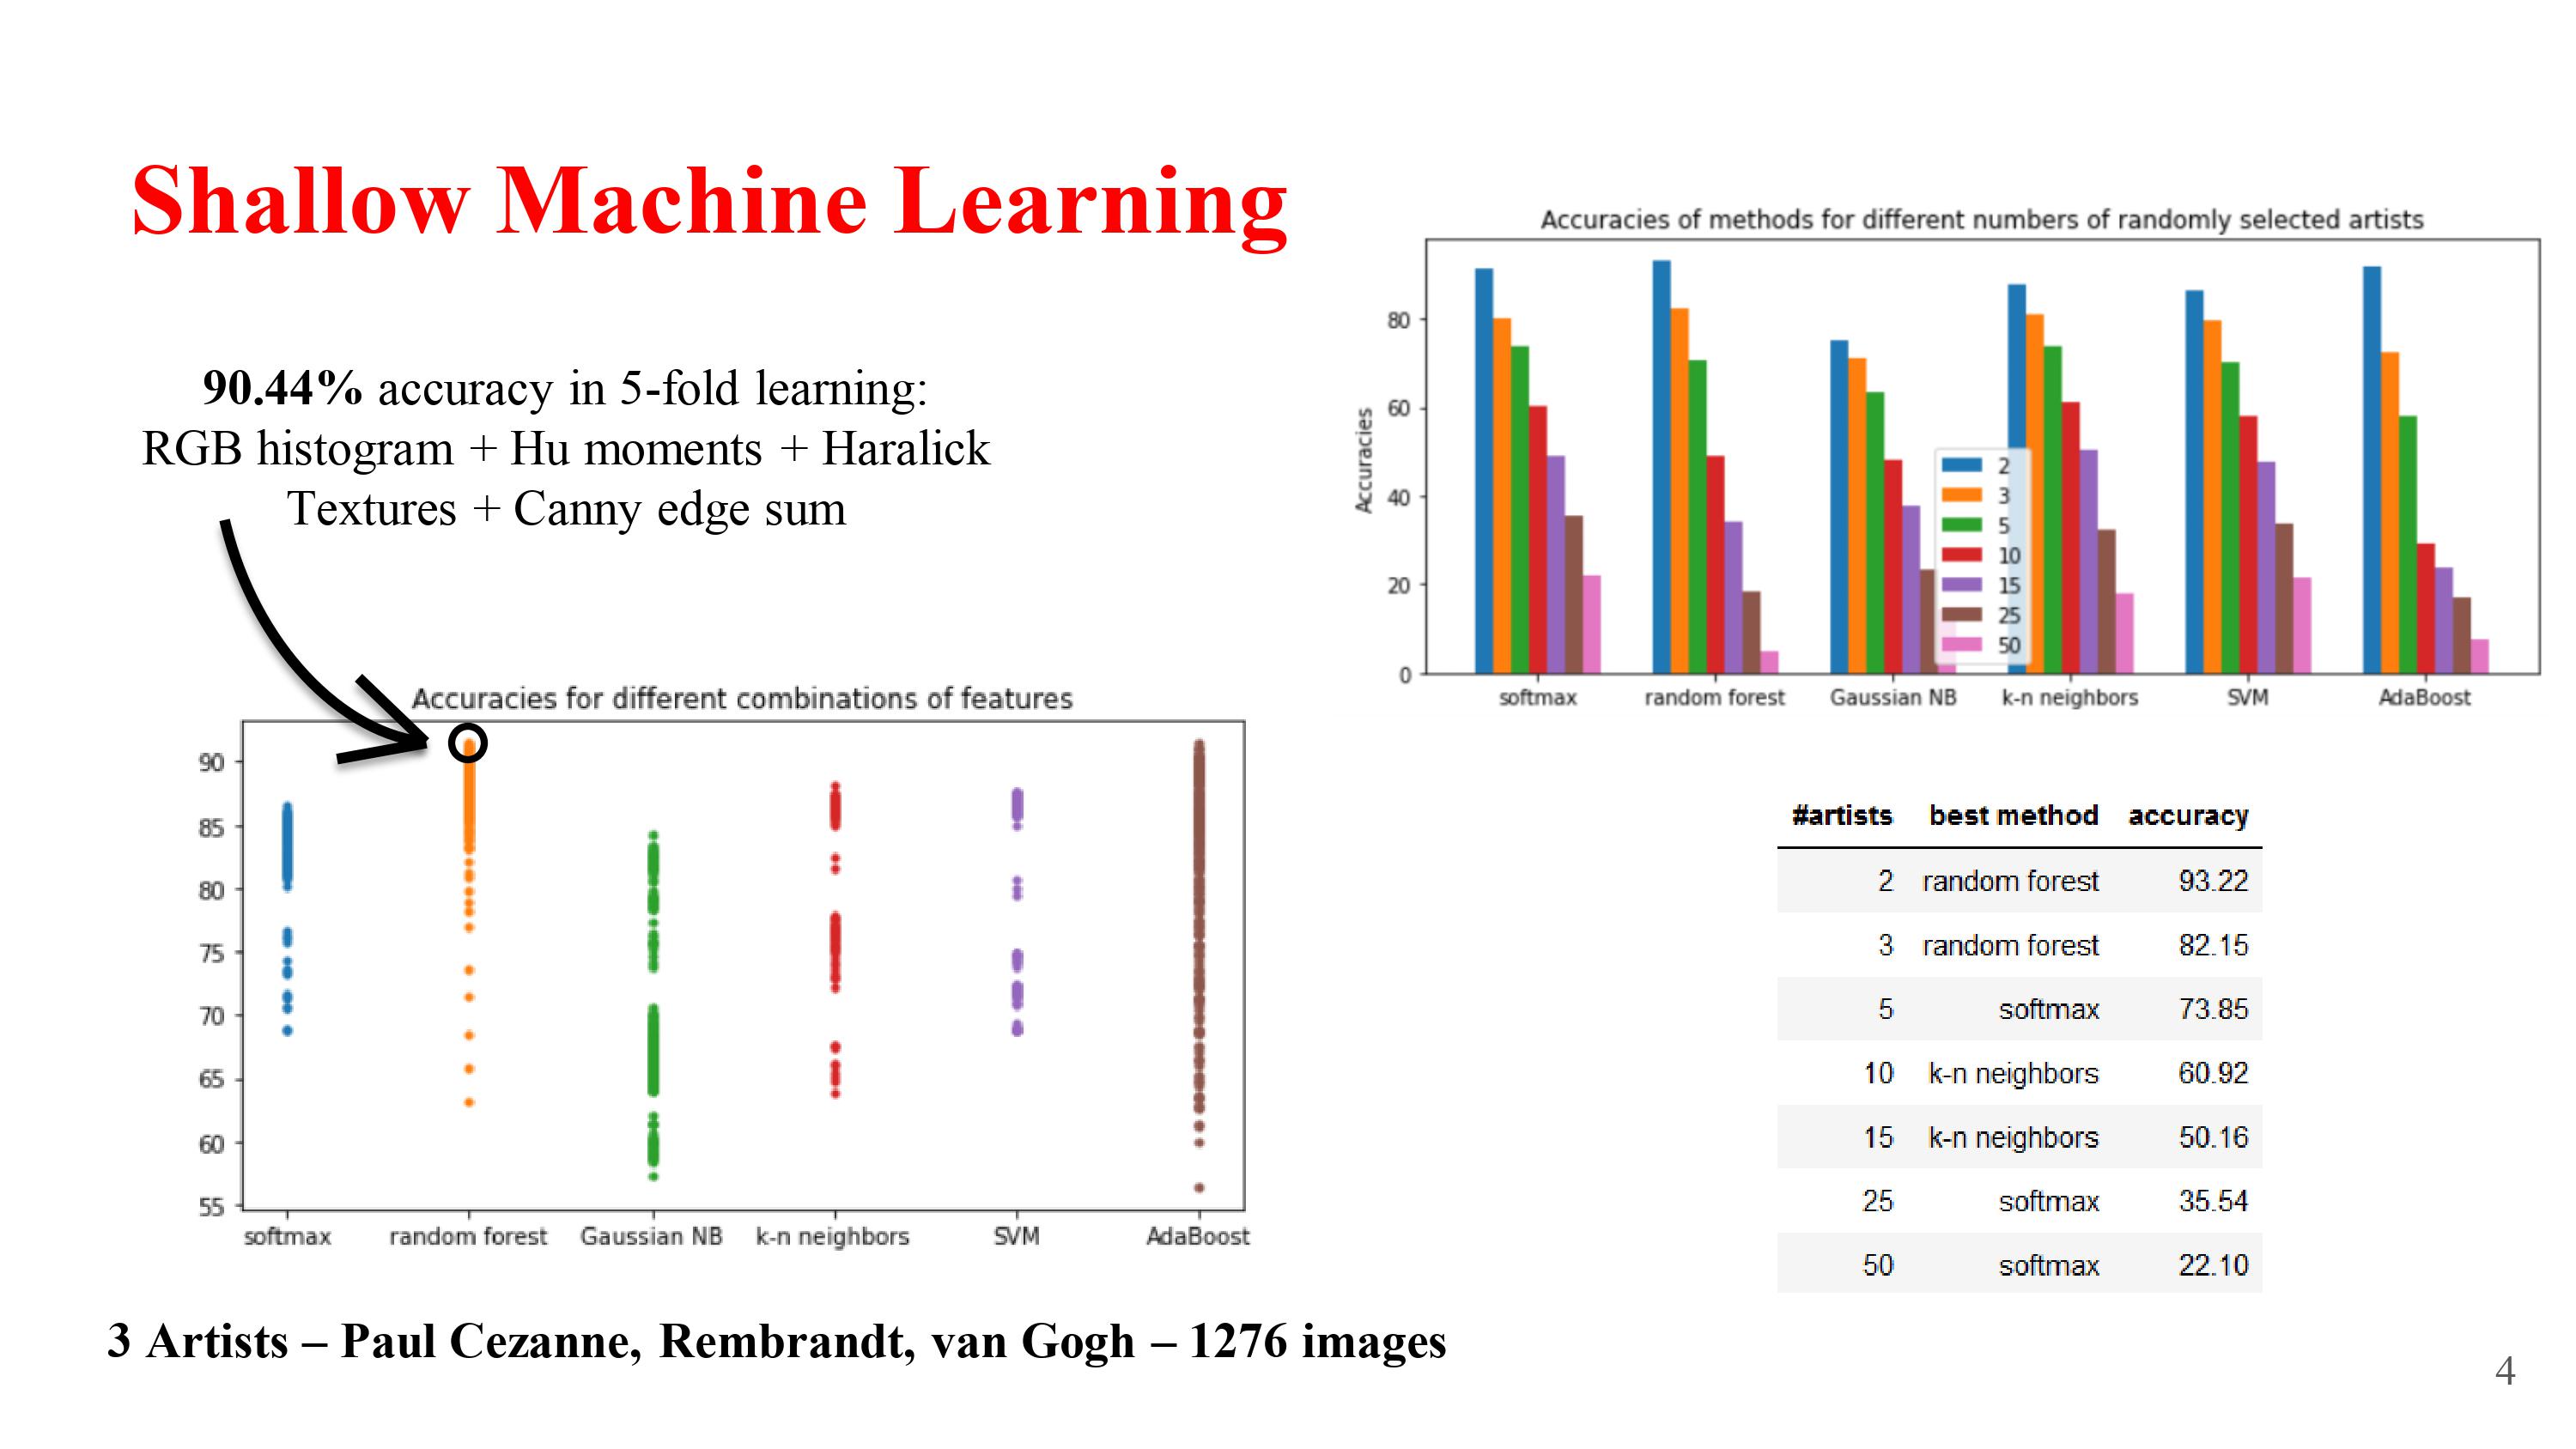 Shallow Machine Learning
90.44% accuracy in 5-fold learning:
RGB histogram + Hu moments + Haralick
Textures + Canny edge sum
Accuracies for different combinations of features
90
85
80
75
70
65
60
55
softmax random forest Gaussian NB k-n neighbors SVM AdaBoost
3 Artists – Paul Cezanne, Rembrandt, van Gogh – 1276 images
Accuracies of methods for different numbers of randomly selected artists
Accuracies
80
60
40
20
0
2
3
5
10
15
25
50
softmax random forest Gaussian NB k-n neighbors SVM AdaBoost
#artists best method accuracy
2 random forest 93.22
3 random forest 82.15
5 softmax 73.85
10 k-n neighbors 60.92
15 k-n neighbors 50.16
25 softmax 35.54
50 softmax 22.10
4